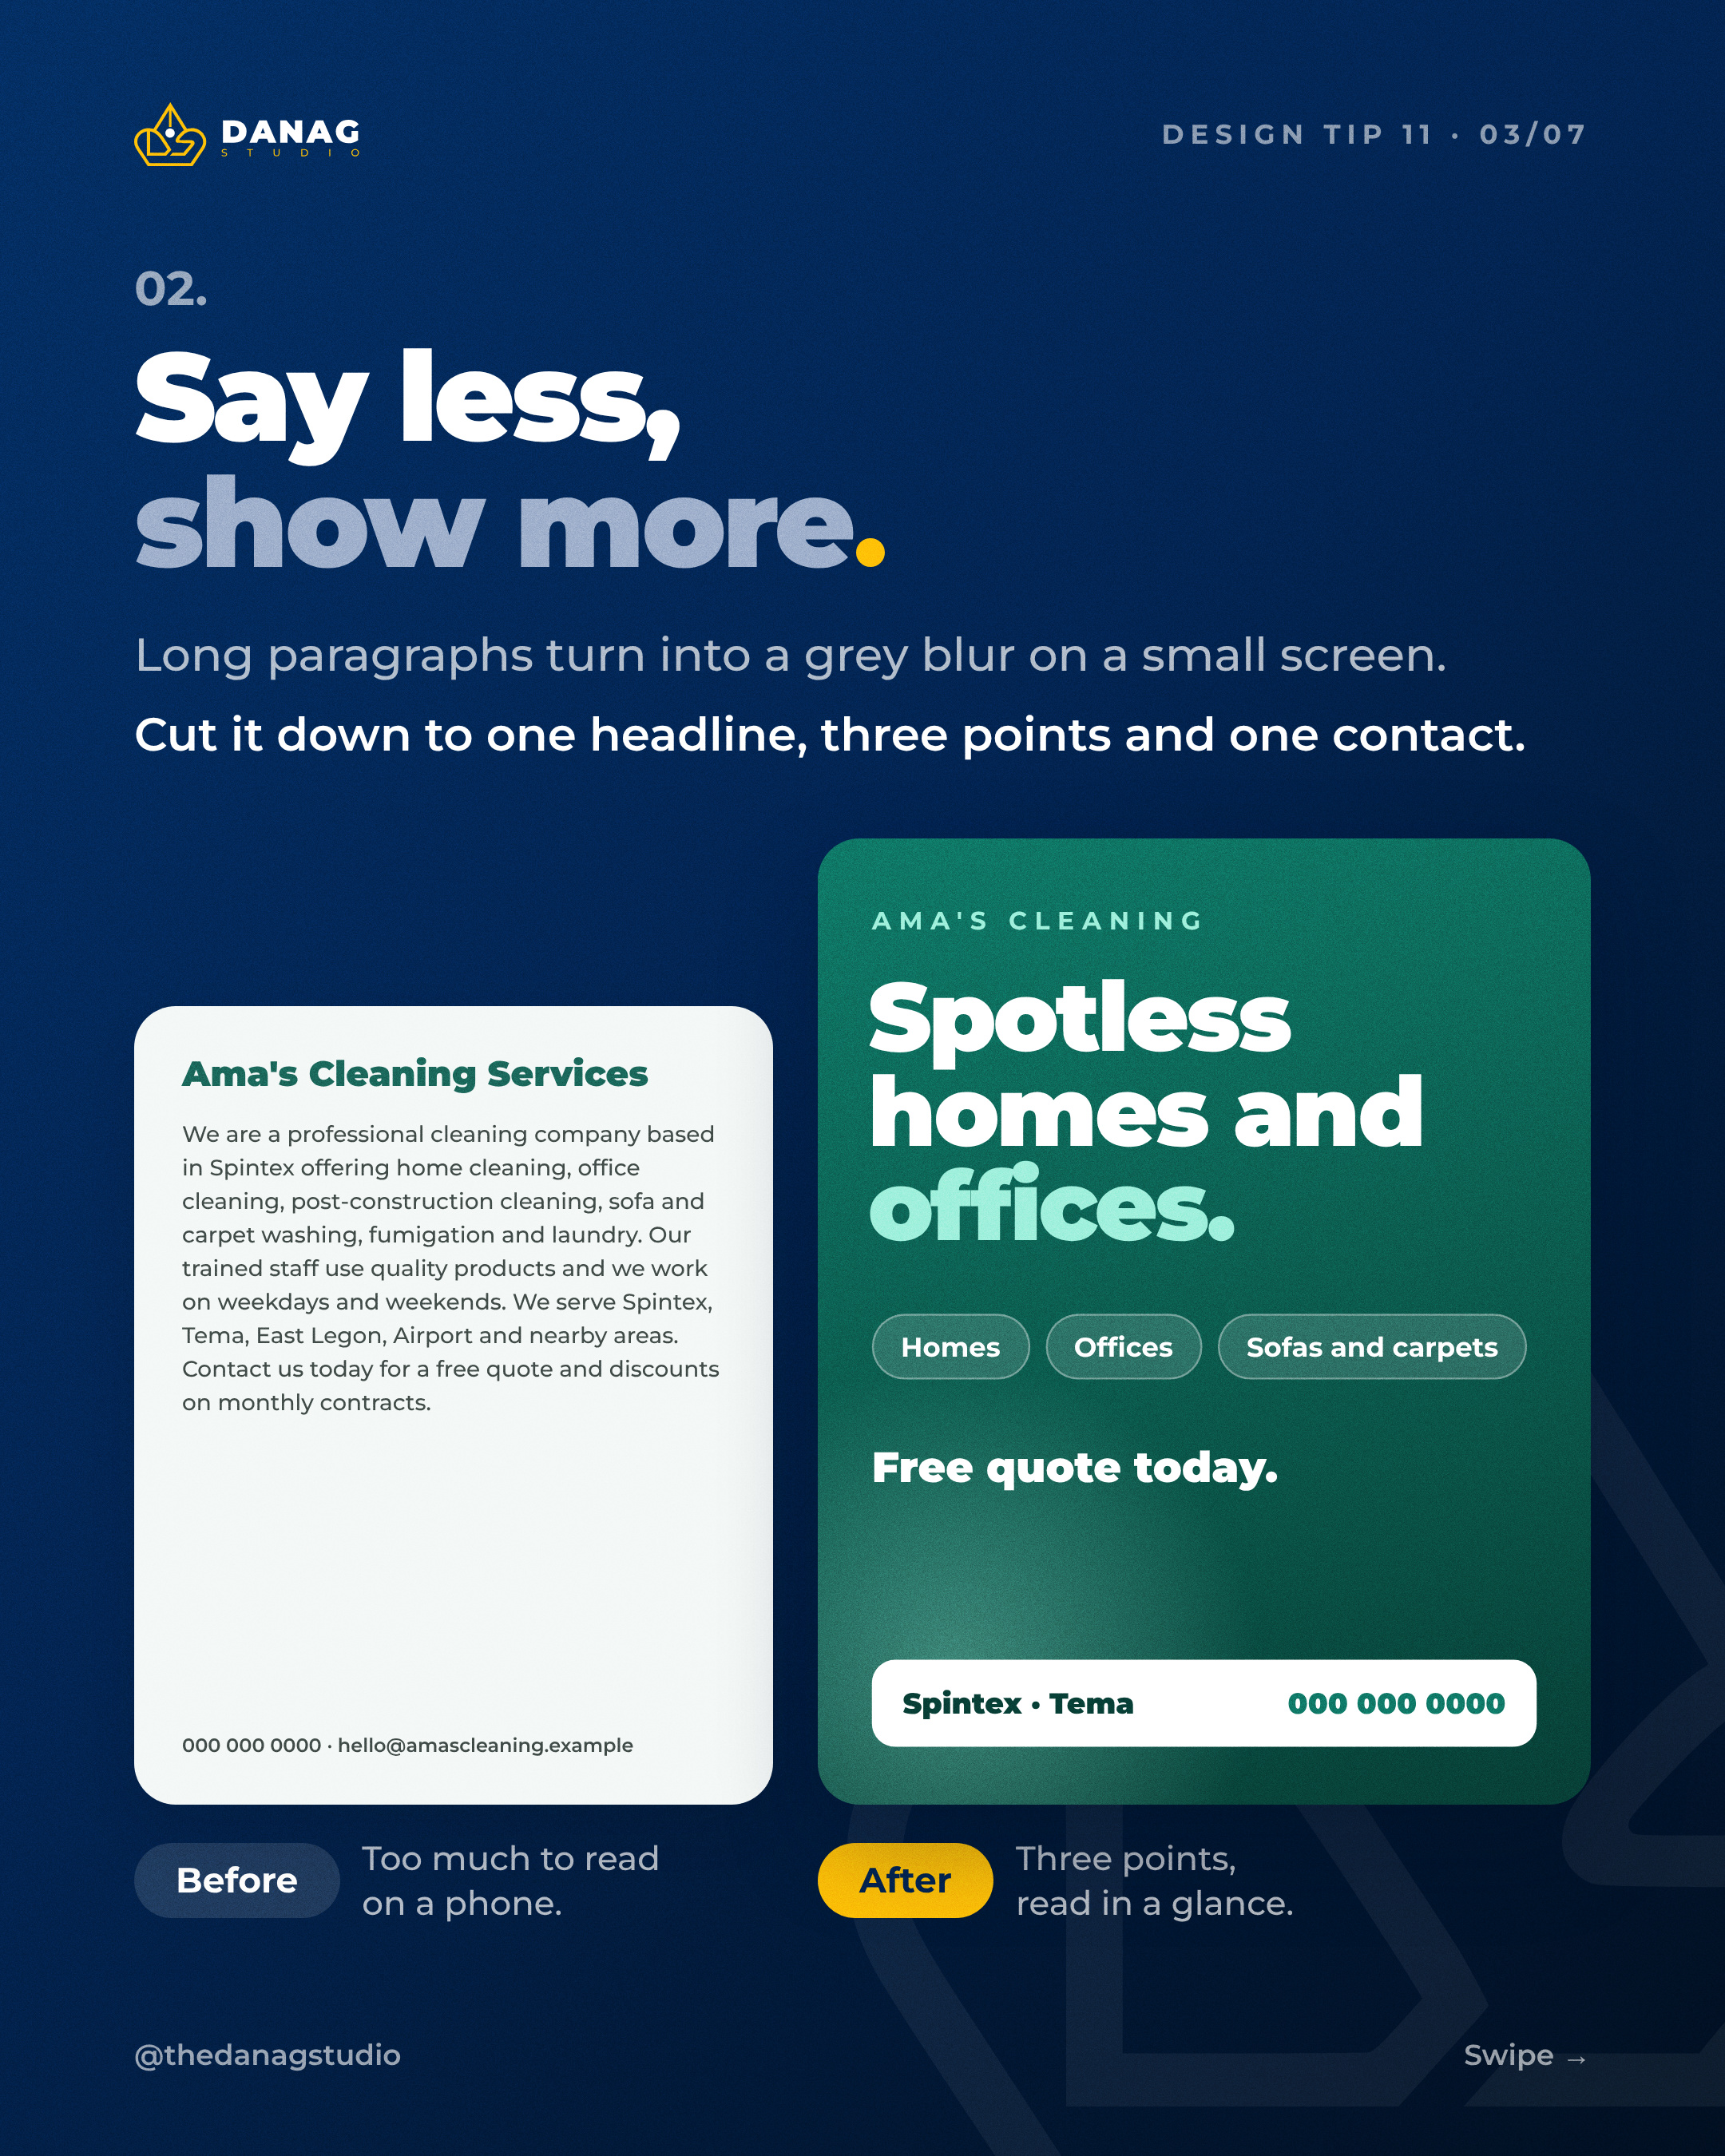 DANAG
STUDIO
DESIGN TIP 11 · 03/07
02.
Say less,
show more.
Long paragraphs turn into a grey blur on a small screen.
Cut it down to one headline, three points and one contact.
Ama's Cleaning Services
We are a professional cleaning company based
in Spintex offering home cleaning, office
cleaning, post-construction cleaning, sofa and
carpet washing, fumigation and laundry. Our
trained staff use quality products and we work
on weekdays and weekends. We serve Spintex,
Tema, East Legon, Airport and nearby areas.
Contact us today for a free quote and discounts
on monthly contracts.
000 000 0000 · hello@amascleaning.example
Before
Too much to read
on a phone.
AMA'S CLEANING
Spotless
homes and
offices.
Homes
Offices
Sofas and carpets
Free quote today.
Spintex · Tema
000 000 0000
After
Three points,
read in a glance.
@thedanagstudio
Swipe →